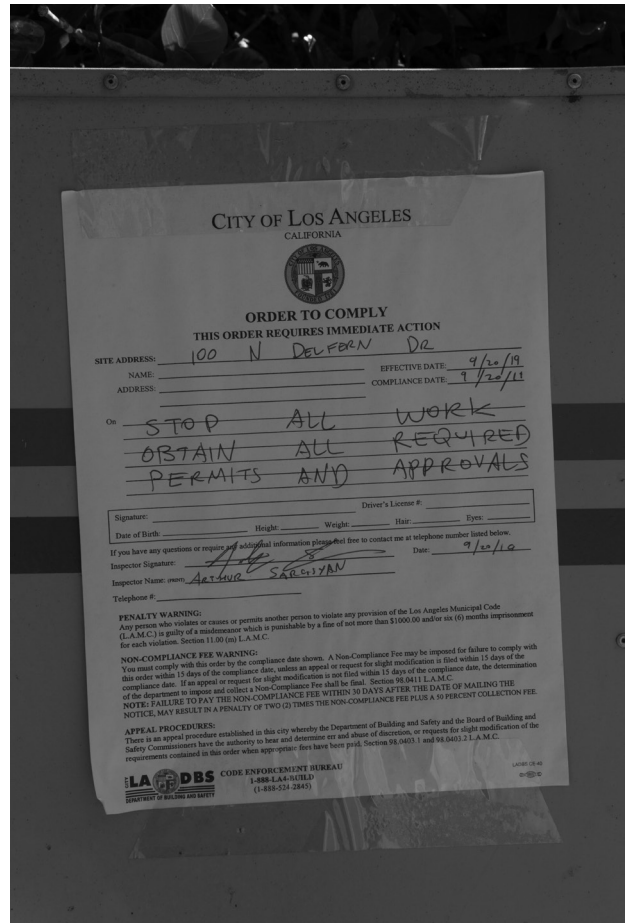 CITY OF LOS ANGELES
CALIFORNIA
ORDER TO COMPLY
THIS ORDER REQUIRES IMMEDIATE ACTION
SITE ADDRESS: 100 N DELFERN DR
NAME: EFFECTIVE DATE: 9/20/19
ADDRESS: COMPLIANCE DATE: 9/20/19
On STOP ALL WORK
OBTAIN ALL REQUIRED
PERMITS AND APPROVALS
Signature: Driver's License #:
Date of Birth: Height: Weight: Hair: Eyes:
If you have any questions or require any additional information please feel free to contact me at telephone number listed below.
Inspector Signature: Date: 9/20/19
Inspector Name: (PRINT) ARTHUR SARGSYAN
Telephone #:
PENALTY WARNING:
Any person who violates or causes or permits another person to violate any provision of the Los Angeles Municipal Code
(L.A.M.C.) is guilty of a misdemeanor which is punishable by a fine of not more than $1000.00 and/or six (6) months imprisonment
for each violation. Section 11.00 (m) L.A.M.C.
NON-COMPLIANCE FEE WARNING:
You must comply with this order by the compliance date shown. A Non-Compliance Fee may be imposed for failure to comply with
this order within 15 days of the compliance date, unless an appeal or request for slight modification is filed within 15 days of the
compliance date. If an appeal or request for slight modification is not filed within 15 days of the compliance date, the determination
of the department to impose and collect a Non-Compliance Fee shall be final. Section 98.0411 L.A.M.C.
NOTE: FAILURE TO PAY THE NON-COMPLIANCE FEE WITHIN 30 DAYS AFTER THE DATE OF MAILING THE
NOTICE, MAY RESULT IN A PENALTY OF TWO (2) TIMES THE NON-COMPLIANCE FEE PLUS A 50 PERCENT COLLECTION FEE.
APPEAL PROCEDURES:
There is an appeal procedure established in this city whereby the Department of Building and Safety and the Board of Building and
Safety Commissioners have the authority to hear and determine err and abuse of discretion, or requests for slight modification of the
requirements contained in this order when appropriate fees have been paid. Section 98.0403.1 and 98.0403.2 L.A.M.C.
LA DBS
DEPARTMENT OF BUILDING AND SAFETY
CODE ENFORCEMENT BUREAU
1-888-LA4-BUILD
(1-888-524-2845)